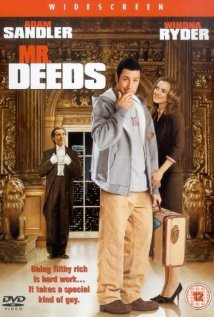 WIDESCREEN
ADAM
SANDLER
WINONA
RYDER
MR.
DEEDS
Being filthy rich
is hard work...
It takes a special
kind of guy.
DVD
VIDEO
12